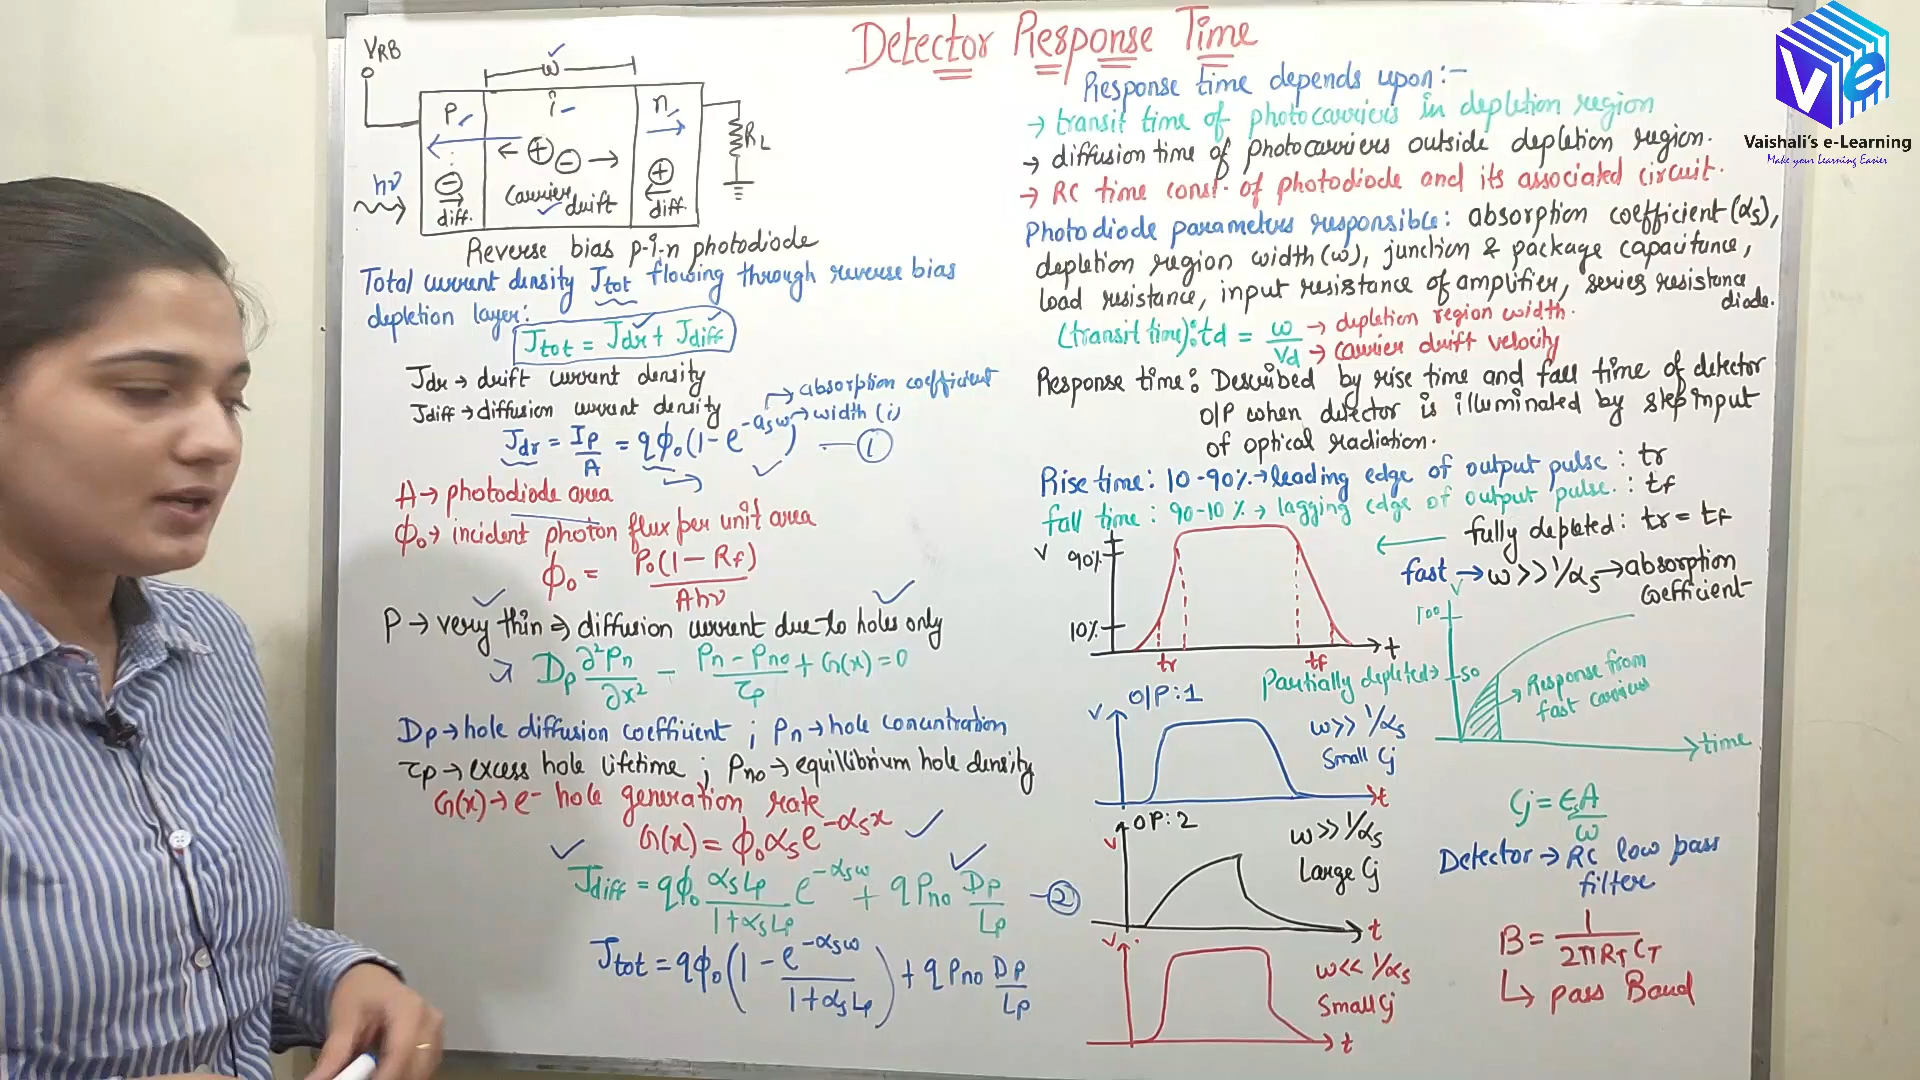 Detector Response Time
Vaishali's e-Learning
Make your Learning Easier
VRB
w
P
i
n
RL
hν
diff.
Carrier drift
diff.
Reverse bias p-i-n photodiode
Total current density Jtot flowing through reverse bias
depletion layer:
Jtot = Jdr + Jdiff
Jdr → drift current density
Jdiff → diffusion current density
→ absorption coefficient
→ width (i)
Jdr = Ip/A = qϕ₀(1 - e^-αsw) — ①
A → photodiode area
ϕ₀ → incident photon flux per unit area
ϕ₀ = P₀(1 - Rf)/Ahν
P → very thin ⇒ diffusion current due to holes only
Dp ∂²Pn/∂x² - (Pn - Pno)/τp + G(x) = 0
Dp → hole diffusion coefficient ; Pn → hole concuntration
τp → excess hole lifetime ; Pno → equillibrium hole density
G(x) → e⁻ hole generation rate
G(x) = ϕ₀αse^-αsx
Jdiff = qϕ₀ αsLp/(1+αsLp) e^-αsw + qPno Dp/Lp — ②
Jtot = qϕ₀(1 - e^-αsw/(1+αsLp)) + qPno Dp/Lp
Response time depends upon:-
→ transit time of photocarriers in depletion region
→ diffusion time of photocarriers outside depletion region.
→ RC time const. of photodiode and its associated circuit.
Photodiode parameters responsible: absorption coefficient (αs),
depletion region width (w), junction & package capacitance,
load resistance, input resistance of amplifier, series resistance
diode.
(transit time): td = w/Vd
→ depletion region width.
→ carrier drift velocity
Response time: Described by rise time and fall time of detector
O/P when detector is illuminated by step input
of optical radiation.
Rise time: 10-90% → leading edge of output pulse : tr
fall time : 90-10% → lagging edge of output pulse. : tf
← fully depleted: tr = tf
fast → w >> 1/αs → absorption
coefficient
V
90%
10%
tr
tf
t
Partially depleted →
V
100
50
→ Response from
fast carriers
time
O/P:1
V
w >> 1/αs
Small Cj
t
OP:2
V
w >> 1/αs
Large Cj
t
V
w << 1/αs
Small Cj
t
Cj = ϵsA/w
Detector → RC low pass
filter
B = 1/2πRTCT
↳ pass Band